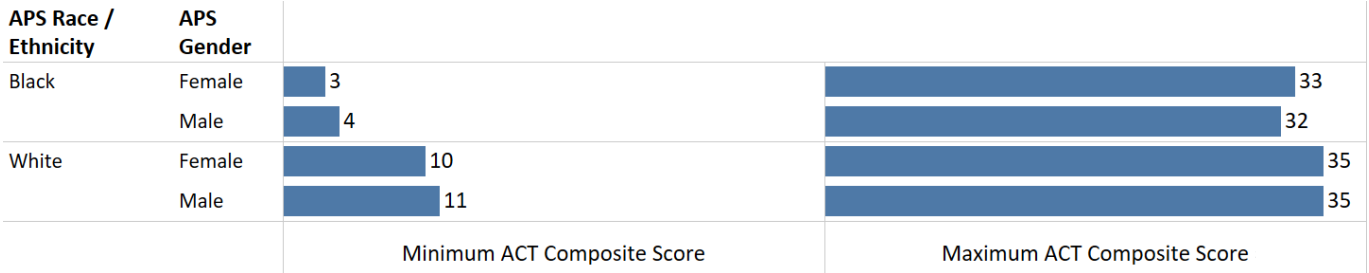 APS Race / APS
Ethnicity Gender
Black Female 3 33
Male 4 32
White Female 10 35
Male 11 35
Minimum ACT Composite Score Maximum ACT Composite Score